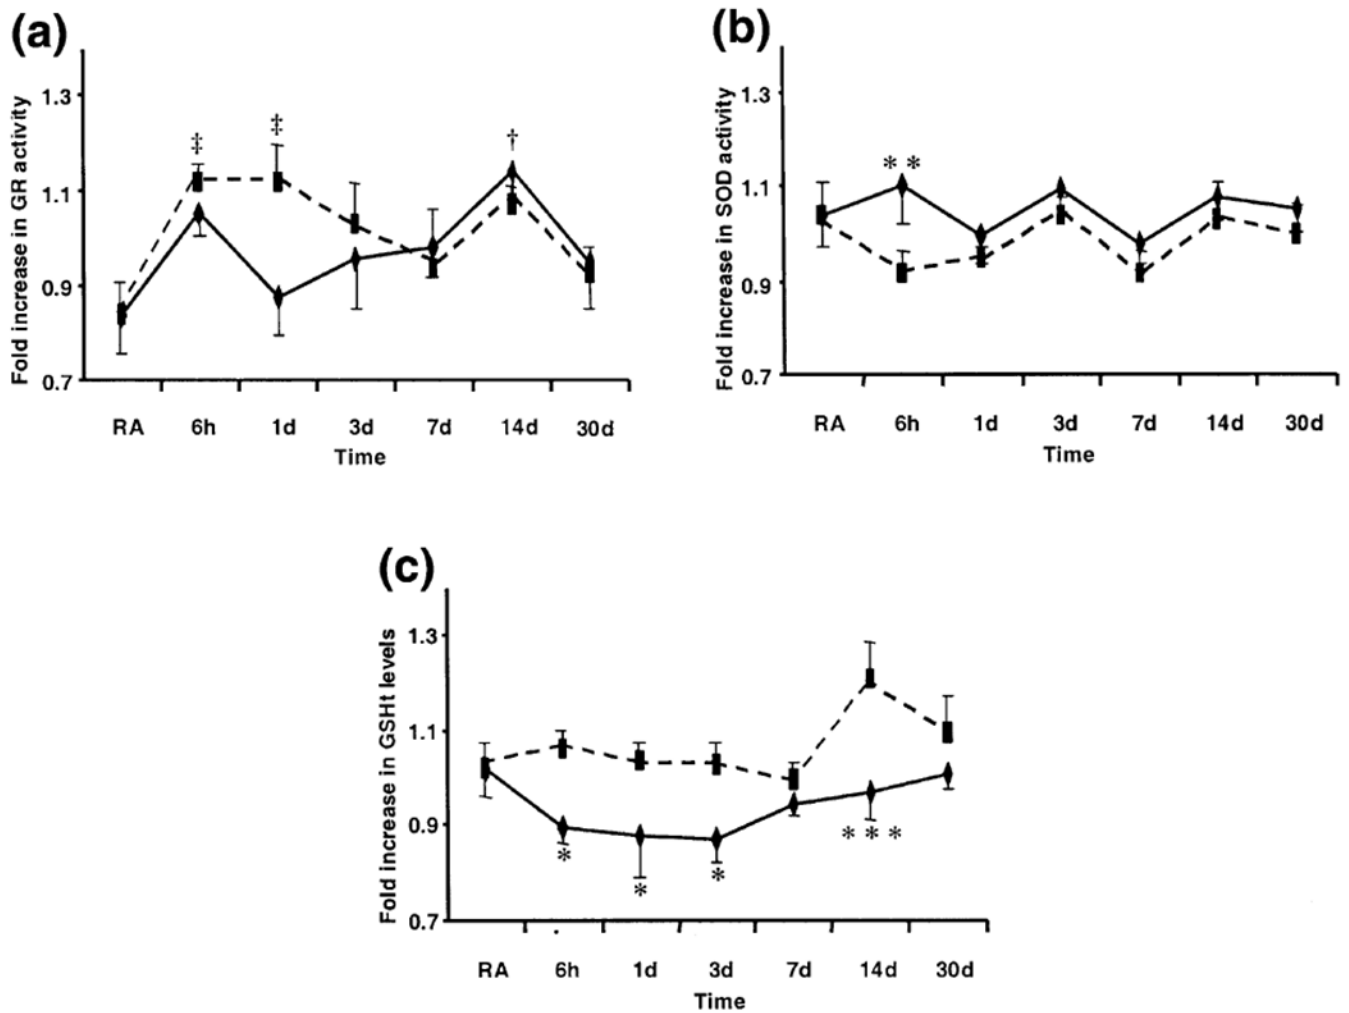 (a)
Fold increase in GR activity
1.3
1.1
0.9
0.7
‡
‡
†
RA 6h 1d 3d 7d 14d 30d
Time
(b)
Fold increase in SOD activity
1.3
1.1
0.9
0.7
* *
RA 6h 1d 3d 7d 14d 30d
Time
(c)
Fold increase in GSHt levels
1.3
1.1
0.9
0.7
*
*
*
* * *
RA 6h 1d 3d 7d 14d 30d
Time